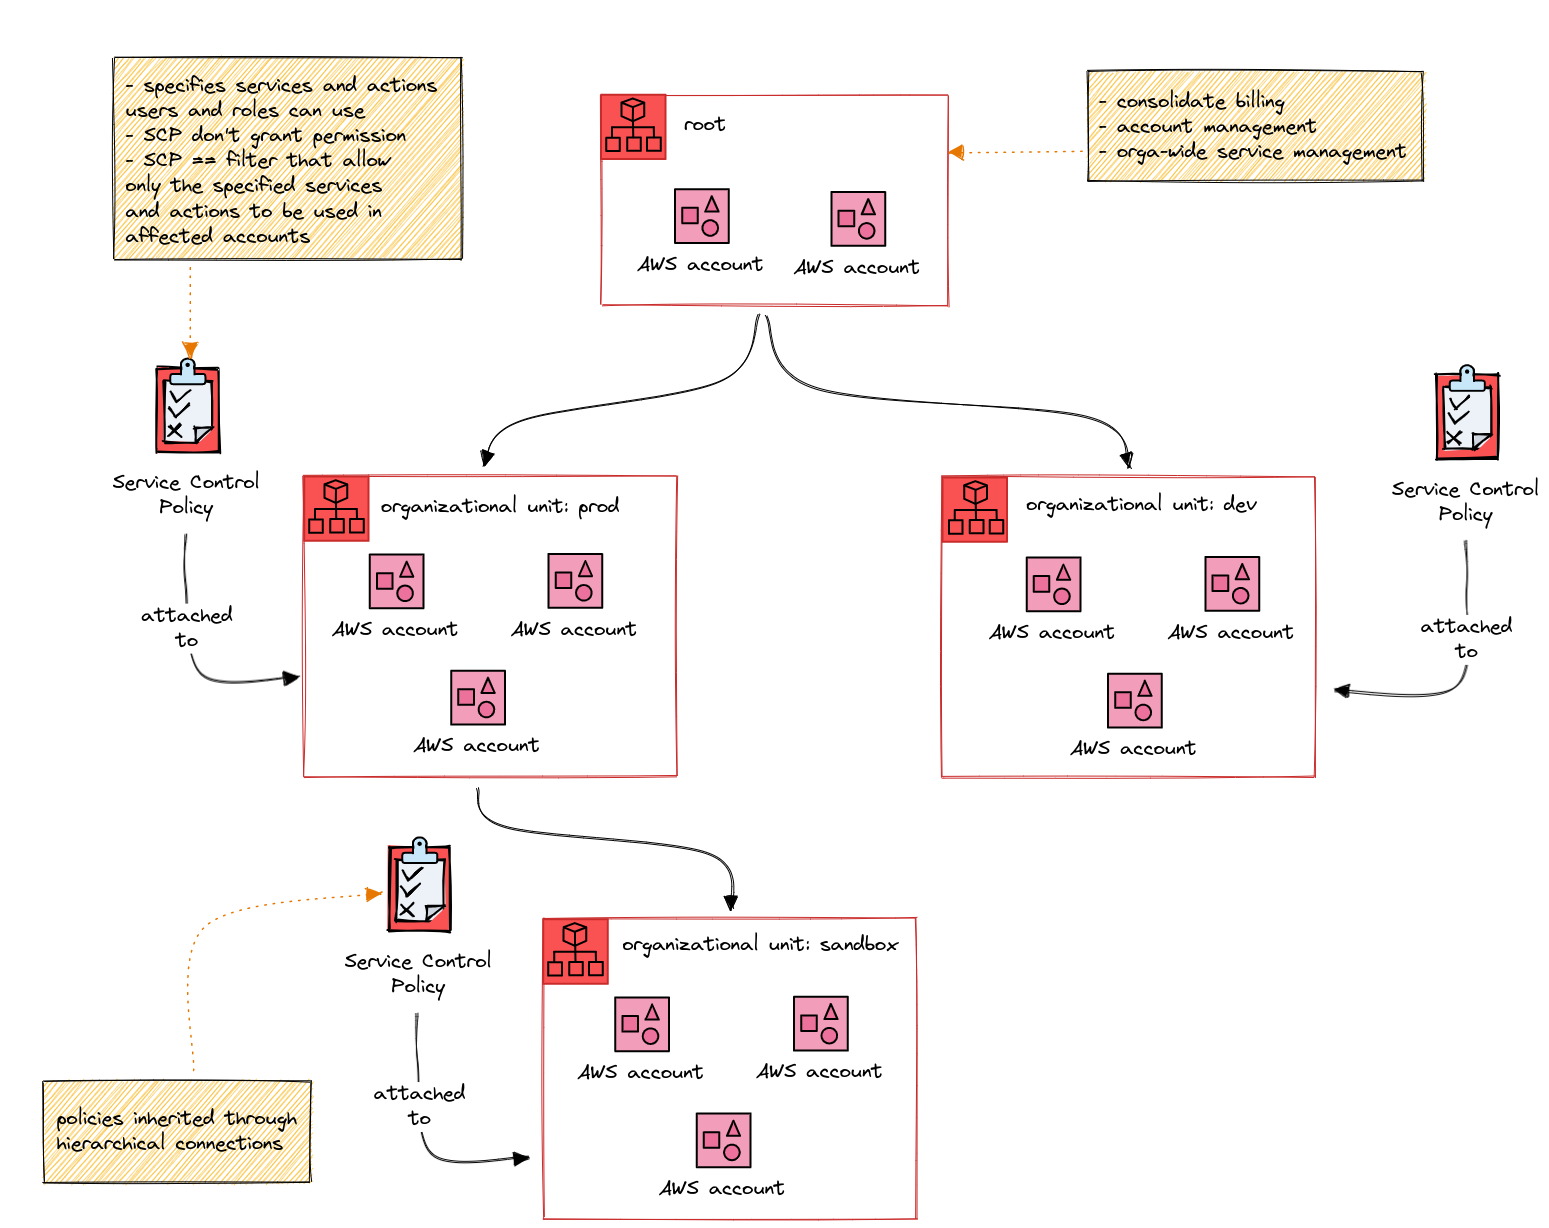 - specifies services and actions
users and roles can use
- SCP don't grant permission
- SCP == filter that allow
only the specified services
and actions to be used in
affected accounts
root
AWS account
AWS account
- consolidate billing
- account management
- orga-wide service management
Service Control
Policy
attached
to
organizational unit: prod
AWS account
AWS account
AWS account
organizational unit: dev
AWS account
AWS account
AWS account
Service Control
Policy
attached
to
Service Control
Policy
attached
to
organizational unit: sandbox
AWS account
AWS account
AWS account
policies inherited through
hierarchical connections